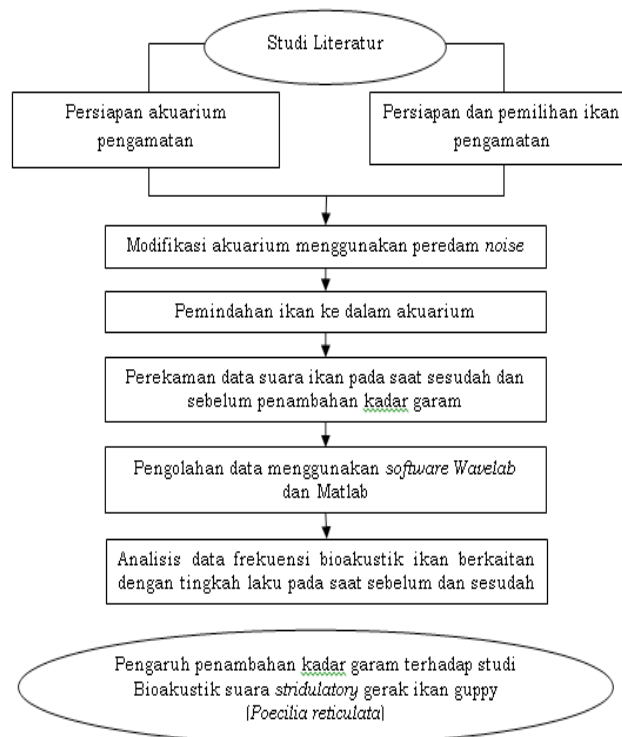 Studi Literatur
Persiapan akuarium
pengamatan
Persiapan dan pemilihan ikan
pengamatan
Modifikasi akuarium menggunakan peredam noise
Pemindahan ikan ke dalam akuarium
Perekaman data suara ikan pada saat sesudah dan
sebelum penambahan kadar garam
Pengolahan data menggunakan software Wavelab
dan Matlab
Analisis data frekuensi bioakustik ikan berkaitan
dengan tingkah laku pada saat sebelum dan sesudah
Pengaruh penambahan kadar garam terhadap studi
Bioakustik suara stridulatory gerak ikan guppy
(Poecilia reticulata)